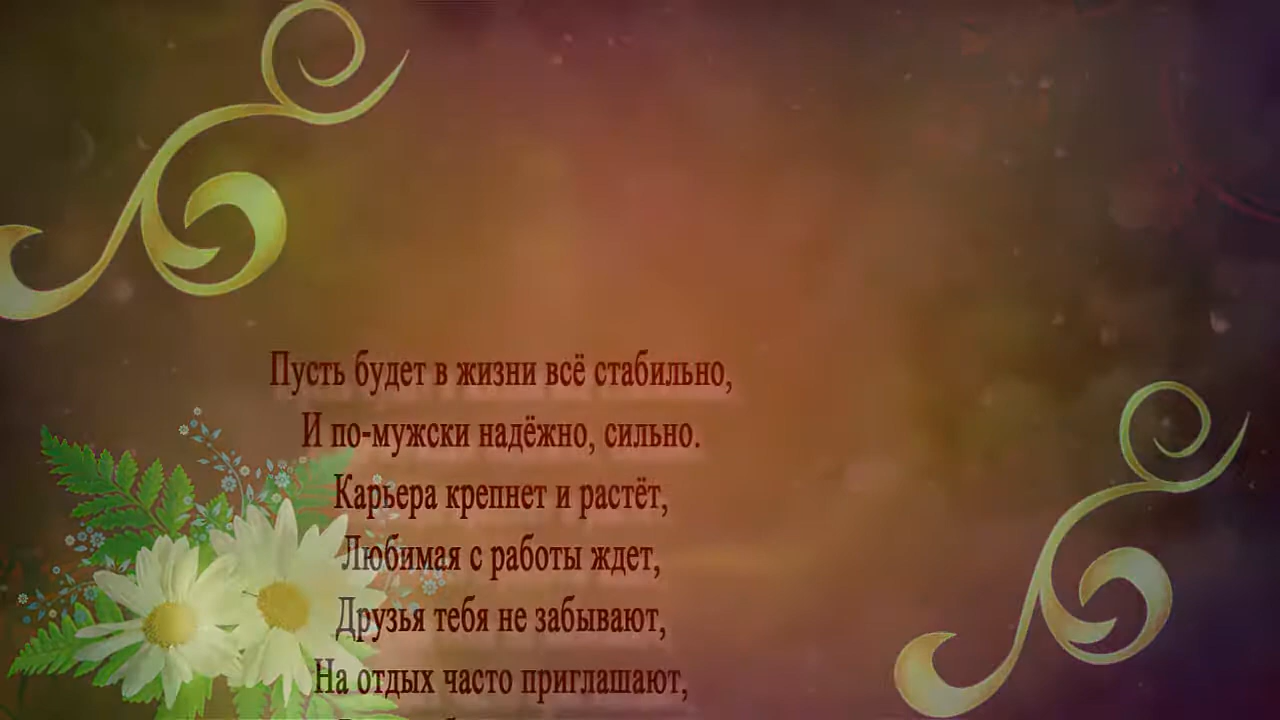 Пусть будет в жизни всё стабильно,
И по-мужски надёжно, сильно.
Карьера крепнет и растёт,
Любимая с работы ждет,
Друзья тебя не забывают,
На отдых часто приглашают,